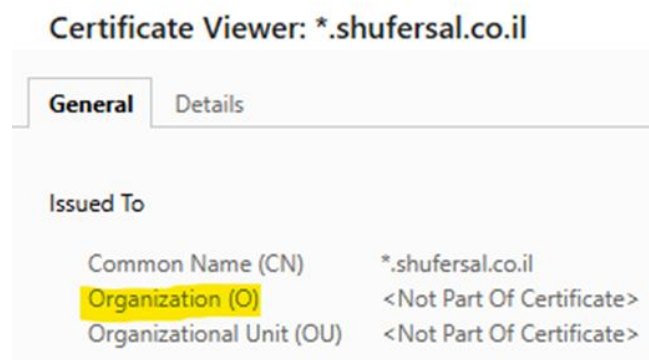 Certificate Viewer: *.shufersal.co.il
General Details
Issued To
Common Name (CN) *.shufersal.co.il
Organization (O) <Not Part Of Certificate>
Organizational Unit (OU) <Not Part Of Certificate>